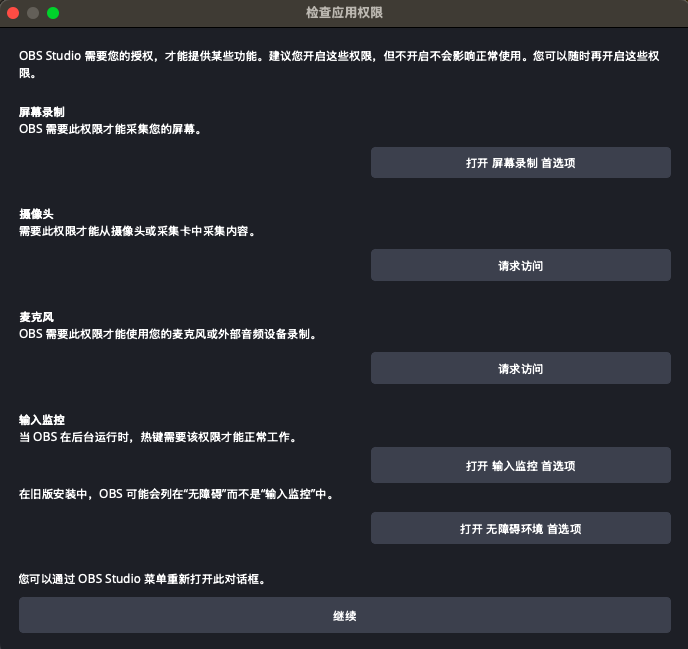 检查应用权限
OBS Studio 需要您的授权，才能提供某些功能。建议您开启这些权限，但不开启不会影响正常使用。您可以随时再开启这些权
限。
屏幕录制
OBS 需要此权限才能采集您的屏幕。
打开 屏幕录制 首选项
摄像头
需要此权限才能从摄像头或采集卡中采集内容。
请求访问
麦克风
OBS 需要此权限才能使用您的麦克风或外部音频设备录制。
请求访问
输入监控
当 OBS 在后台运行时，热键需要该权限才能正常工作。
打开 输入监控 首选项
在旧版安装中，OBS 可能会列在“无障碍”而不是“输入监控”中。
打开 无障碍环境 首选项
您可以通过 OBS Studio 菜单重新打开此对话框。
继续